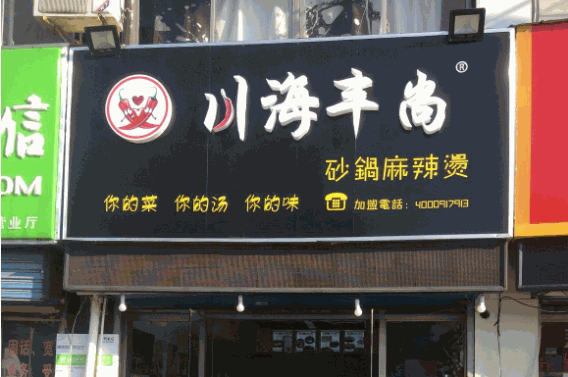 川海丰尚®
砂鍋麻辣燙
你的菜 你的汤 你的味
加盟電話：4000917913
信
OM
营业厅